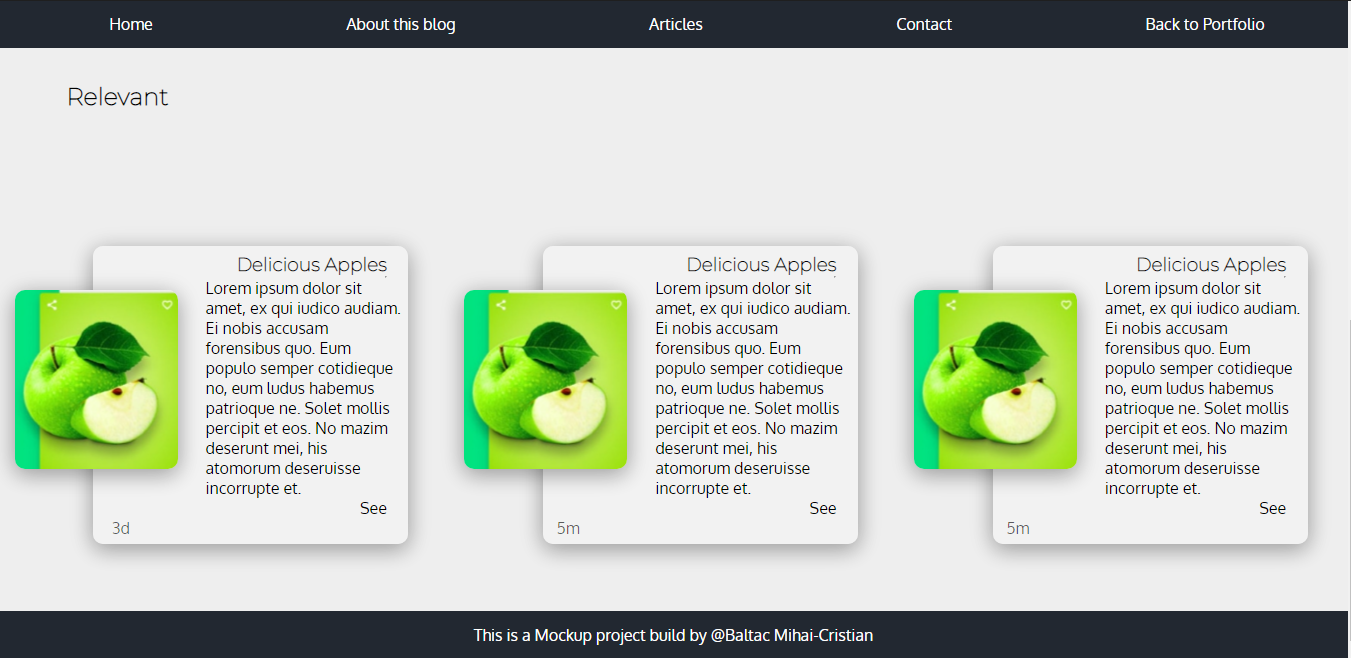 Home About this blog Articles Contact Back to Portfolio
Relevant
Delicious Apples
Lorem ipsum dolor sit
amet, ex qui iudico audiam.
Ei nobis accusam
forensibus quo. Eum
populo semper cotidieque
no, eum ludus habemus
patrioque ne. Solet mollis
percipit et eos. No mazim
deserunt mei, his
atomorum deseruisse
incorrupte et.
See
3d
Delicious Apples
Lorem ipsum dolor sit
amet, ex qui iudico audiam.
Ei nobis accusam
forensibus quo. Eum
populo semper cotidieque
no, eum ludus habemus
patrioque ne. Solet mollis
percipit et eos. No mazim
deserunt mei, his
atomorum deseruisse
incorrupte et.
See
5m
Delicious Apples
Lorem ipsum dolor sit
amet, ex qui iudico audiam.
Ei nobis accusam
forensibus quo. Eum
populo semper cotidieque
no, eum ludus habemus
patrioque ne. Solet mollis
percipit et eos. No mazim
deserunt mei, his
atomorum deseruisse
incorrupte et.
See
5m
This is a Mockup project build by @Baltac Mihai-Cristian